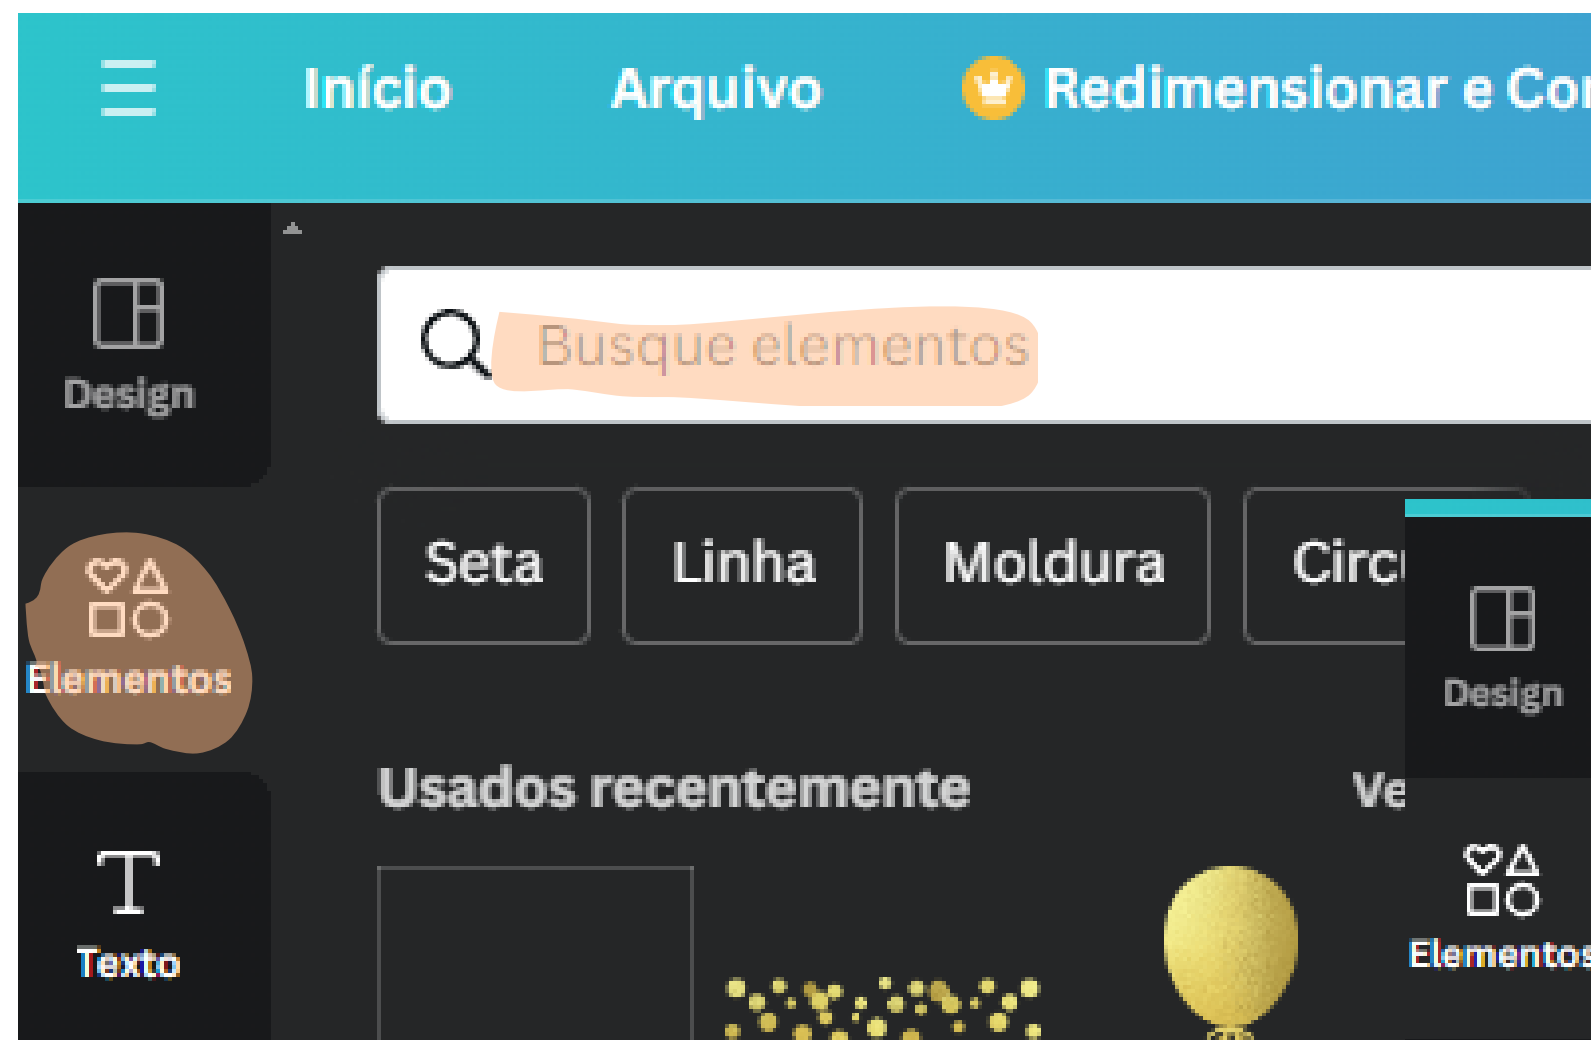 Início Arquivo Redimensionar e
Busque elementos
Design
Seta Linha Moldura
Elementos
Usados recentemente
Texto
Design
Elementos